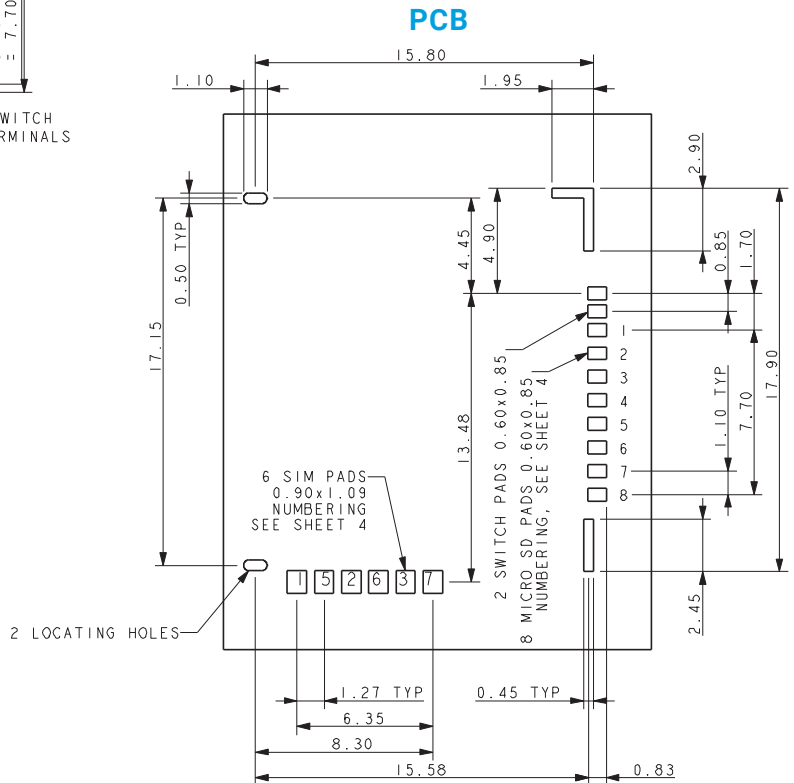 PCB
= 7.70
WITCH
RMINALS
15.80
1.10
1.95
2.90
0.50 TYP
4.45
4.90
0.85
1.70
17.15
13.48
1
2
3
4
5
6
7
8
1.10 TYP
7.70
17.90
2 SWITCH PADS 0.60x0.85
8 MICRO SD PADS 0.60x0.85
NUMBERING, SEE SHEET 4
6 SIM PADS
0.90x1.09
NUMBERING
SEE SHEET 4
1 5 2 6 3 7
2 LOCATING HOLES
2.45
1.27 TYP
0.45 TYP
6.35
8.30
15.58
0.83